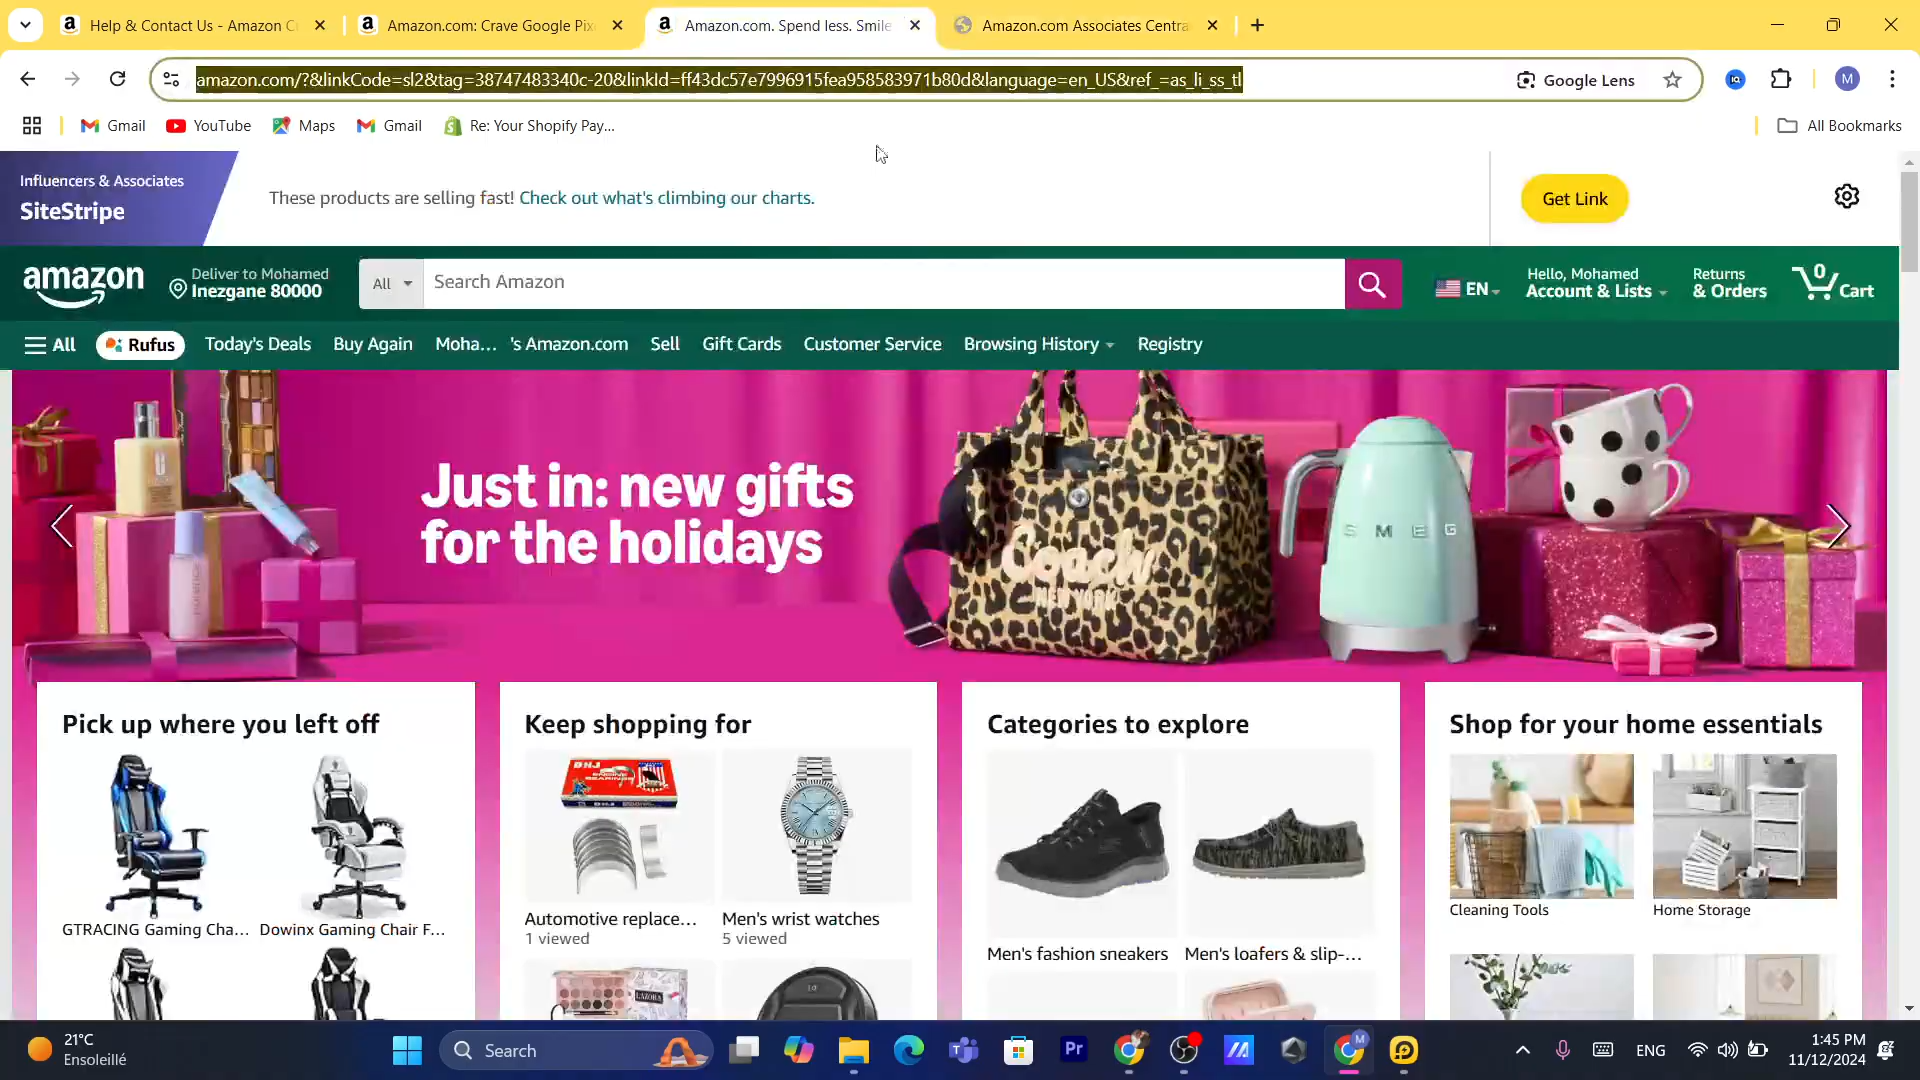 Help & Contact Us - Amazon C
Amazon.com: Crave Google Pix
Amazon.com. Spend less. Smile
Amazon.com Associates Centra
amazon.com/?&linkCode=sl2&tag=38747483340c-20&linkId=ff43dc57e7996915fea958583971b80d&language=en_US&ref_=as_li_ss_tl
Google Lens
M
Gmail
YouTube
Maps
Gmail
Re: Your Shopify Pay...
All Bookmarks
Influencers & Associates
SiteStripe
These products are selling fast! Check out what's climbing our charts.
Get Link
amazon
Deliver to Mohamed
Inezgane 80000
All
Search Amazon
EN
Hello, Mohamed
Account & Lists
Returns
& Orders
0
Cart
All
Rufus
Today's Deals
Buy Again
Moha... 's Amazon.com
Sell
Gift Cards
Customer Service
Browsing History
Registry
Just in: new gifts
for the holidays
Coach
NEW YORK
SMEG
Pick up where you left off
GTRACING Gaming Cha...
Dowinx Gaming Chair F...
Keep shopping for
Automotive replace...
1 viewed
Men's wrist watches
5 viewed
Categories to explore
Men's fashion sneakers
Men's loafers & slip-...
Shop for your home essentials
Cleaning Tools
Home Storage
21°C
Ensoleillé
Search
Pr
M
ENG
1:45 PM
11/12/2024